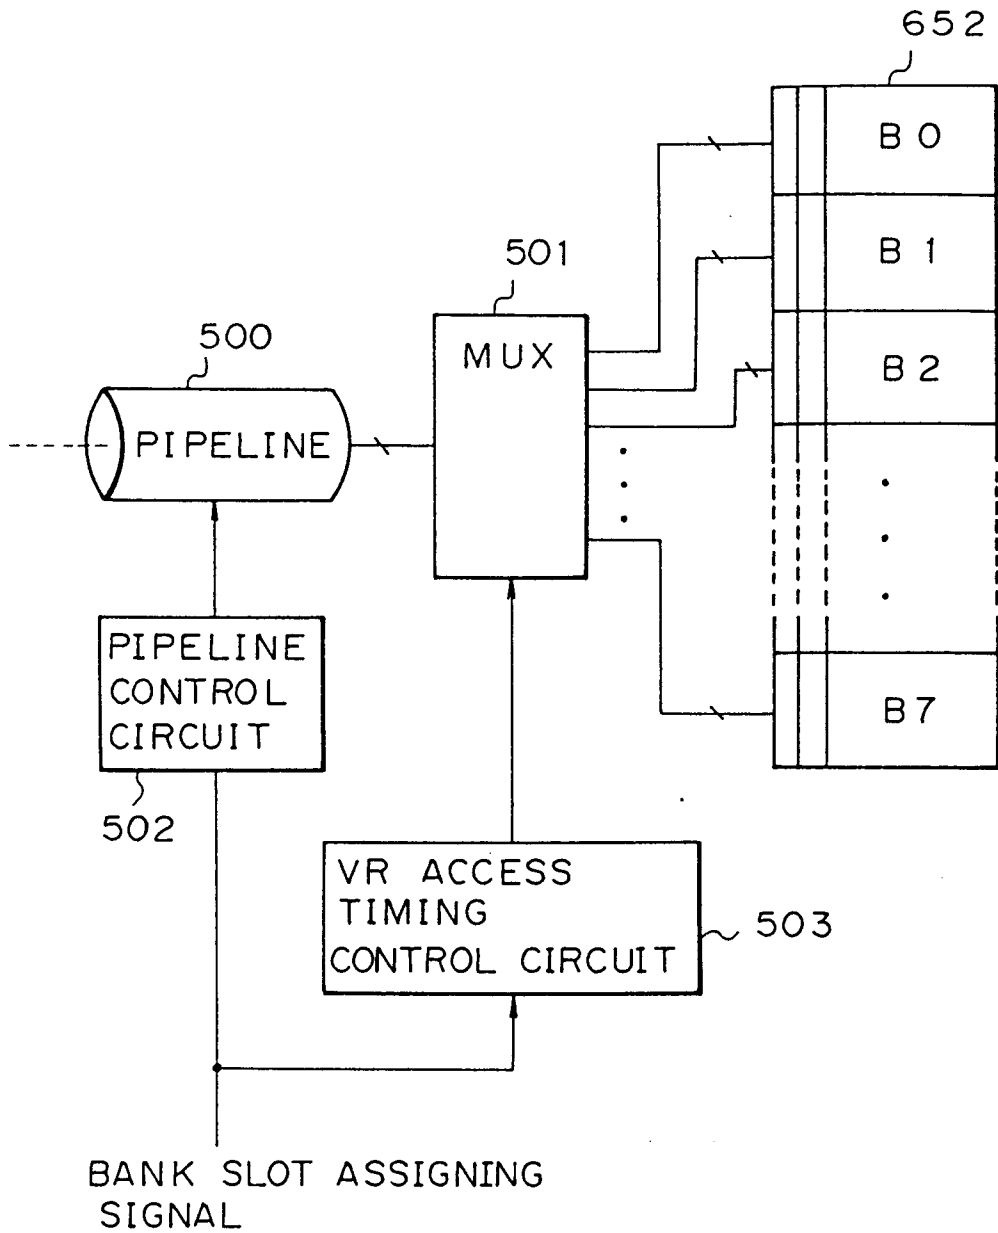 652
B0
B1
501
500
MUX
B2
PIPELINE
PIPELINE
CONTROL
CIRCUIT
B7
502
VR ACCESS
TIMING
CONTROL CIRCUIT
503
BANK SLOT ASSIGNING
SIGNAL